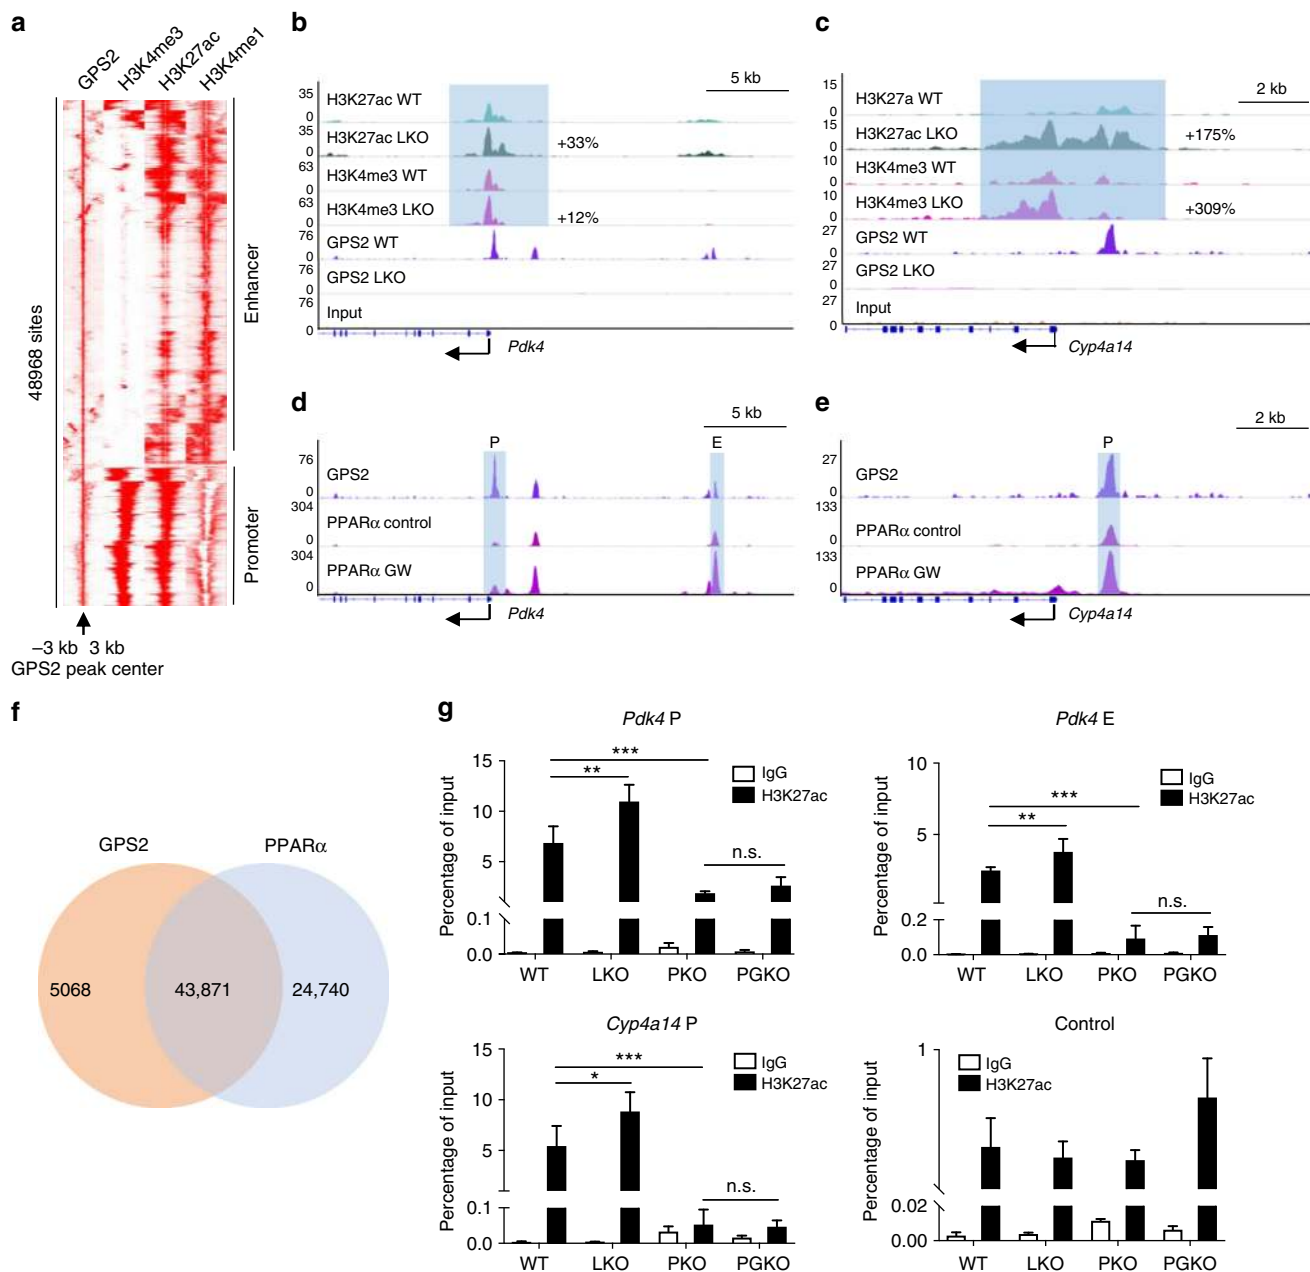 a
GPS2
H3K4me3
H3K27ac
H3K4me1
48968 sites
Enhancer
Promoter
–3 kb 3 kb
GPS2 peak center
b
5 kb
35
H3K27ac WT
0
35
H3K27ac LKO
+33%
0
63
H3K4me3 WT
0
63
H3K4me3 LKO
+12%
0
76
GPS2 WT
0
76
GPS2 LKO
0
76
Input
0
Pdk4
c
2 kb
15
H3K27a WT
0
15
H3K27ac LKO
+175%
0
10
H3K4me3 WT
0
10
H3K4me3 LKO
+309%
0
27
GPS2 WT
0
27
GPS2 LKO
0
27
Input
0
Cyp4a14
d
5 kb
P
E
76
GPS2
0
304
PPARα control
0
304
PPARα GW
0
Pdk4
e
2 kb
P
27
GPS2
0
133
PPARα control
0
133
PPARα GW
0
Cyp4a14
f
GPS2
PPARα
5068
43,871
24,740
g
Pdk4 P
Percentage of input
15
10
5
0.1
0.0
***
**
n.s.
IgG
H3K27ac
WT
LKO
PKO
PGKO
Pdk4 E
Percentage of input
10
5
0.2
0.0
***
**
n.s.
IgG
H3K27ac
WT
LKO
PKO
PGKO
Cyp4a14 P
Percentage of input
15
10
5
0.1
0.0
***
*
n.s.
IgG
H3K27ac
WT
LKO
PKO
PGKO
Control
Percentage of input
1
0.02
0.00
IgG
H3K27ac
WT
LKO
PKO
PGKO